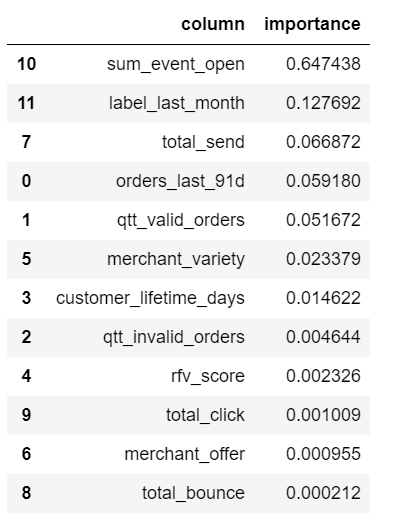 column importance
10 sum_event_open 0.647438
11 label_last_month 0.127692
7 total_send 0.066872
0 orders_last_91d 0.059180
1 qtt_valid_orders 0.051672
5 merchant_variety 0.023379
3 customer_lifetime_days 0.014622
2 qtt_invalid_orders 0.004644
4 rfv_score 0.002326
9 total_click 0.001009
6 merchant_offer 0.000955
8 total_bounce 0.000212